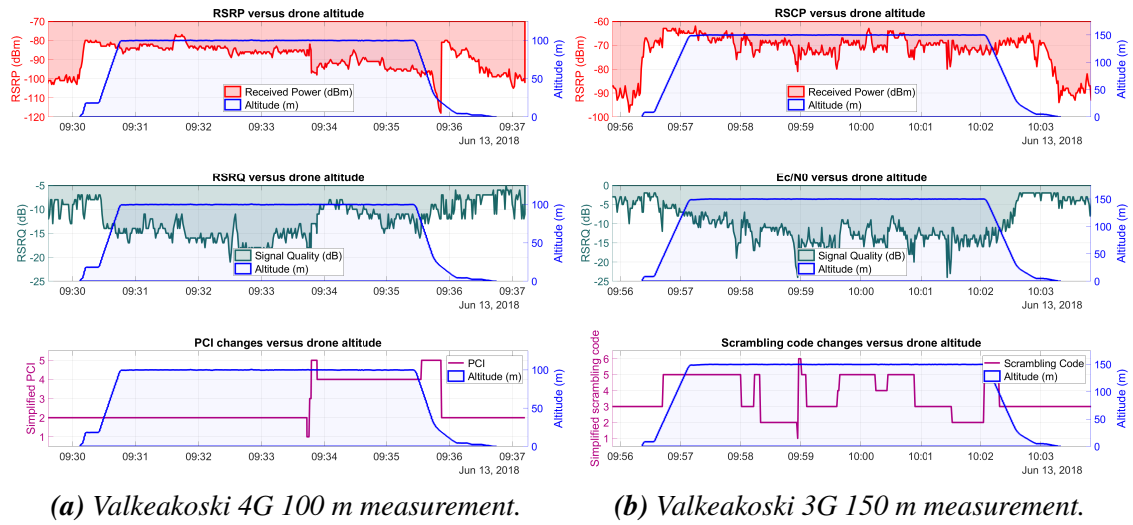 RSRP versus drone altitude
-70
-80
-90
-100
-110
-120
RSRP (dBm)
100
50
0
Altitude (m)
Received Power (dBm)
Altitude (m)
09:30 09:31 09:32 09:33 09:34 09:35 09:36 09:37
Jun 13, 2018
RSCP versus drone altitude
-60
-70
-80
-90
-100
RSCP (dBm)
150
100
50
0
Altitude (m)
Received Power (dBm)
Altitude (m)
09:56 09:57 09:58 09:59 10:00 10:01 10:02 10:03
Jun 13, 2018
RSRQ versus drone altitude
-5
-10
-15
-20
-25
RSRQ (dB)
100
50
0
Altitude (m)
Signal Quality (dB)
Altitude (m)
09:30 09:31 09:32 09:33 09:34 09:35 09:36 09:37
Jun 13, 2018
Ec/N0 versus drone altitude
0
-5
-10
-15
-20
-25
RSRQ (dB)
150
100
50
0
Altitude (m)
Signal Quality (dB)
Altitude (m)
09:56 09:57 09:58 09:59 10:00 10:01 10:02 10:03
Jun 13, 2018
PCI changes versus drone altitude
5
4
3
2
1
Simplified PCI
100
50
0
Altitude (m)
PCI
Altitude (m)
09:30 09:31 09:32 09:33 09:34 09:35 09:36 09:37
Jun 13, 2018
Scrambling code changes versus drone altitude
6
5
4
3
2
1
Simplified scrambling code
150
100
50
0
Altitude (m)
Scrambling Code
Altitude (m)
09:56 09:57 09:58 09:59 10:00 10:01 10:02 10:03
Jun 13, 2018
(a) Valkeakoski 4G 100 m measurement.
(b) Valkeakoski 3G 150 m measurement.